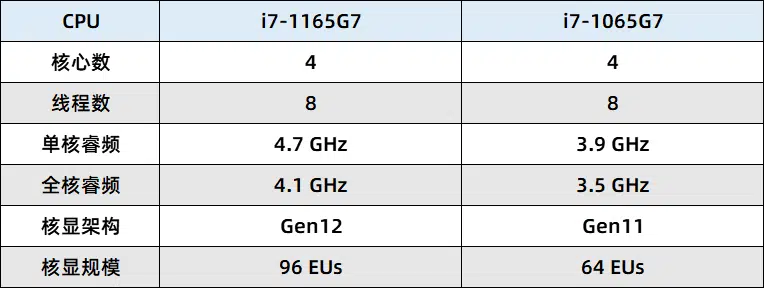 CPU i7-1165G7 i7-1065G7
核心数 4 4
线程数 8 8
单核睿频 4.7 GHz 3.9 GHz
全核睿频 4.1 GHz 3.5 GHz
核显架构 Gen12 Gen11
核显规模 96 EUs 64 EUs